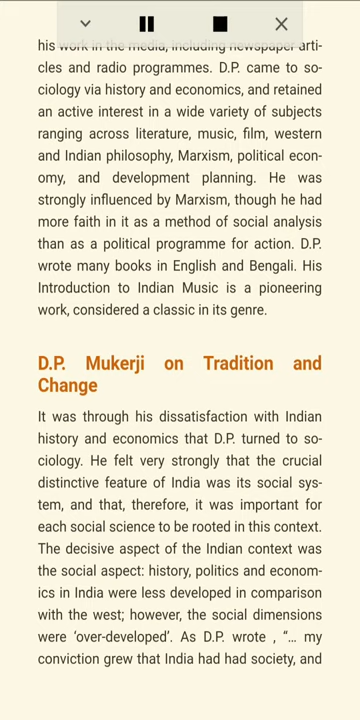 his work in the media, including newspaper arti-
cles and radio programmes. D.P. came to so-
ciology via history and economics, and retained
an active interest in a wide variety of subjects
ranging across literature, music, film, western
and Indian philosophy, Marxism, political econ-
omy, and development planning. He was
strongly influenced by Marxism, though he had
more faith in it as a method of social analysis
than as a political programme for action. D.P.
wrote many books in English and Bengali. His
Introduction to Indian Music is a pioneering
work, considered a classic in its genre.
D.P. Mukerji on Tradition and
Change
It was through his dissatisfaction with Indian
history and economics that D.P. turned to so-
ciology. He felt very strongly that the crucial
distinctive feature of India was its social sys-
tem, and that, therefore, it was important for
each social science to be rooted in this context.
The decisive aspect of the Indian context was
the social aspect: history, politics and econom-
ics in India were less developed in comparison
with the west; however, the social dimensions
were ‘over-developed’. As D.P. wrote , “… my
conviction grew that India had had society, and